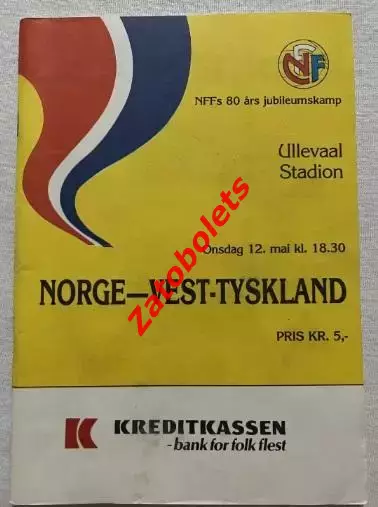 NFF
NFFs 80 års jubileumskamp
Ullevaal
Stadion
Onsdag 12. mai kl. 18.30
NORGE—VEST-TYSKLAND
PRIS KR. 5,-
K KREDITKASSEN
- bank for folk flest
Zatobolets